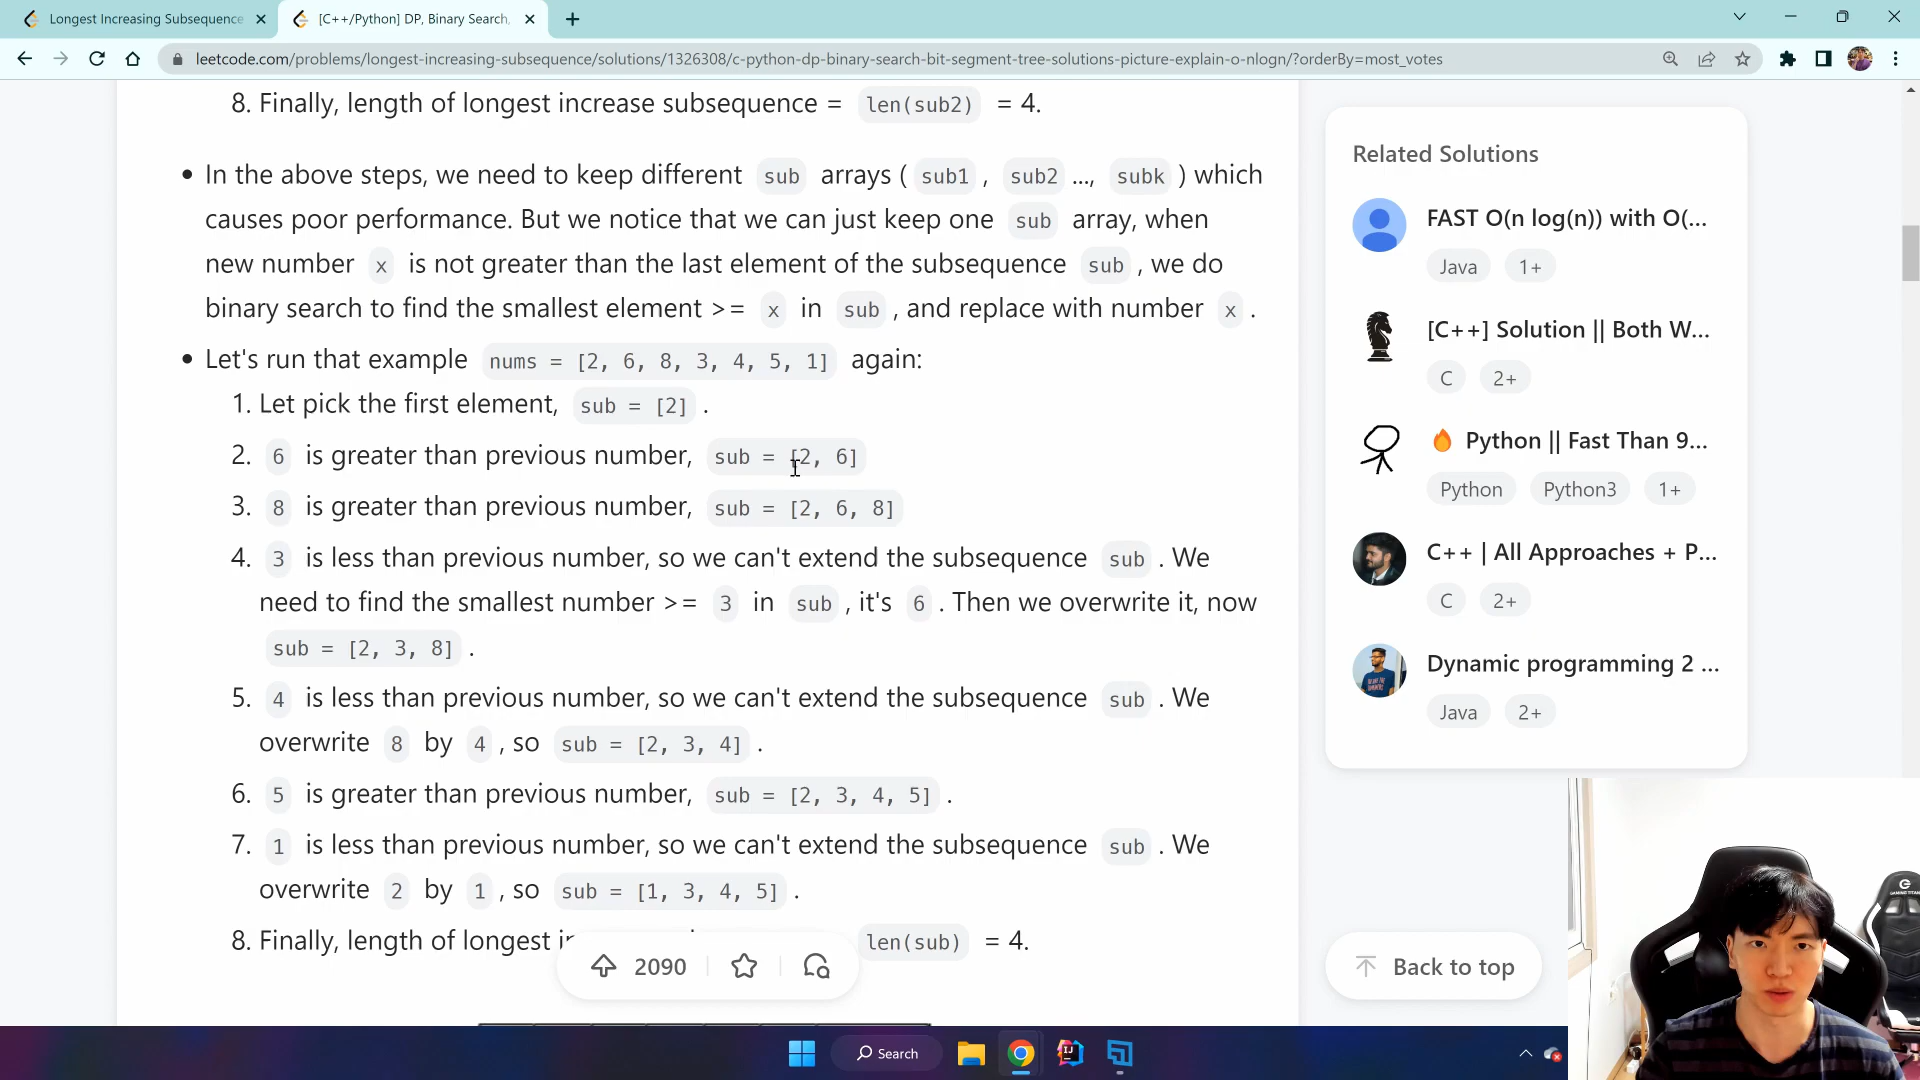 Longest Increasing Subsequence
[C++/Python] DP, Binary Search,
leetcode.com/problems/longest-increasing-subsequence/solutions/1326308/c-python-dp-binary-search-bit-segment-tree-solutions-picture-explain-o-nlogn/?orderBy=most_votes
8. Finally, length of longest increase subsequence = len(sub2) = 4.
• In the above steps, we need to keep different sub arrays ( sub1 , sub2 ..., subk ) which
causes poor performance. But we notice that we can just keep one sub array, when
new number x is not greater than the last element of the subsequence sub , we do
binary search to find the smallest element >= x in sub , and replace with number x .
• Let's run that example nums = [2, 6, 8, 3, 4, 5, 1] again:
1. Let pick the first element, sub = [2] .
2. 6 is greater than previous number, sub = [2, 6]
3. 8 is greater than previous number, sub = [2, 6, 8]
4. 3 is less than previous number, so we can't extend the subsequence sub . We
need to find the smallest number >= 3 in sub , it's 6 . Then we overwrite it, now
sub = [2, 3, 8] .
5. 4 is less than previous number, so we can't extend the subsequence sub . We
overwrite 8 by 4 , so sub = [2, 3, 4] .
6. 5 is greater than previous number, sub = [2, 3, 4, 5] .
7. 1 is less than previous number, so we can't extend the subsequence sub . We
overwrite 2 by 1 , so sub = [1, 3, 4, 5] .
8. Finally, length of longest len(sub) = 4.
2090
Related Solutions
FAST O(n log(n)) with O(...
Java 1+
[C++] Solution || Both W...
C 2+
🔥 Python || Fast Than 9...
Python Python3 1+
C++ | All Approaches + P...
C 2+
Dynamic programming 2 ...
Java 2+
Back to top
Search